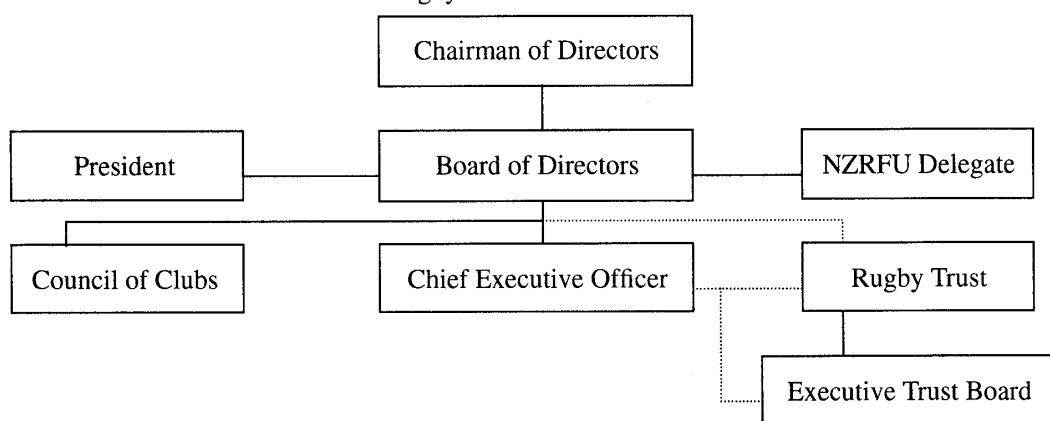 Chairman of Directors
President
Board of Directors
NZRFU Delegate
Council of Clubs
Chief Executive Officer
Rugby Trust
Executive Trust Board